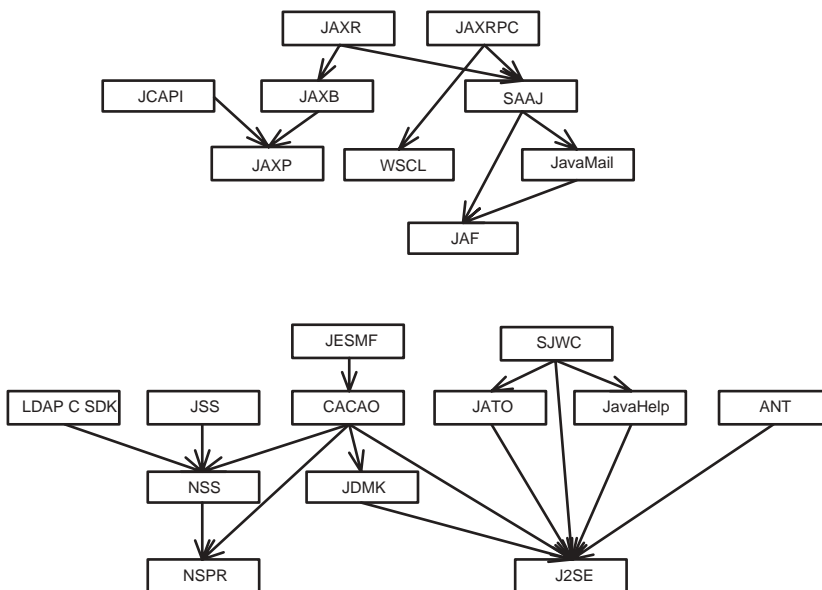 JAXR
JAXRPC
JCAPI
JAXB
SAAJ
JAXP
WSCL
JavaMail
JAF
JESMF
SJWC
LDAP C SDK
JSS
CACAO
JATO
JavaHelp
ANT
NSS
JDMK
NSPR
J2SE